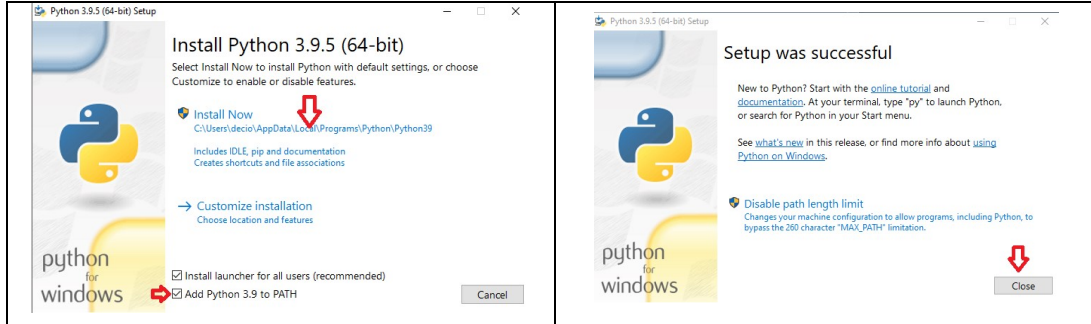 Python 3.9.5 (64-bit) Setup
Install Python 3.9.5 (64-bit)
Select Install Now to install Python with default settings, or choose
Customize to enable or disable features.
Install Now
C:\Users\decio\AppData\Local\Programs\Python\Python39
Includes IDLE, pip and documentation
Creates shortcuts and file associations
Customize installation
Choose location and features
Install launcher for all users (recommended)
Add Python 3.9 to PATH
Cancel
python
for
windows
Python 3.9.5 (64-bit) Setup
Setup was successful
New to Python? Start with the online tutorial and
documentation. At your terminal, type "py" to launch Python,
or search for Python in your Start menu.
See what's new in this release, or find more info about using
Python on Windows.
Disable path length limit
Changes your machine configuration to allow programs, including Python, to
bypass the 260 character "MAX_PATH" limitation.
python
for
windows
Close